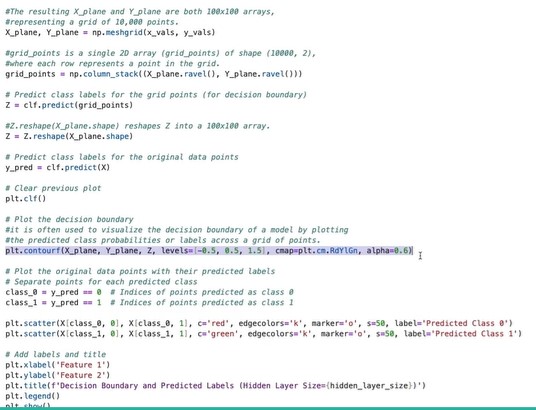 #The resulting X_plane and Y_plane are both 100x100 arrays,
#representing a grid of 10,000 points.
X_plane, Y_plane = np.meshgrid(x_vals, y_vals)
#grid_points is a single 2D array (grid_points) of shape (10000, 2),
#where each row represents a point in the grid.
grid_points = np.column_stack((X_plane.ravel(), Y_plane.ravel()))
# Predict class labels for the grid points (for decision boundary)
Z = clf.predict(grid_points)
#Z.reshape(X_plane.shape) reshapes Z into a 100x100 array.
Z = Z.reshape(X_plane.shape)
# Predict class labels for the original data points
y_pred = clf.predict(X)
# Clear previous plot
plt.clf()
# Plot the decision boundary
#it is often used to visualize the decision boundary of a model by plotting
#the predicted class probabilities or labels across a grid of points.
plt.contourf(X_plane, Y_plane, Z, levels=[-0.5, 0.5, 1.5], cmap=plt.cm.RdYlGn, alpha=0.6)
# Plot the original data points with their predicted labels
# Separate points for each predicted class
class_0 = y_pred == 0  # Indices of points predicted as class 0
class_1 = y_pred == 1  # Indices of points predicted as class 1
plt.scatter(X[class_0, 0], X[class_0, 1], c='red', edgecolors='k', marker='o', s=50, label='Predicted Class 0')
plt.scatter(X[class_1, 0], X[class_1, 1], c='green', edgecolors='k', marker='o', s=50, label='Predicted Class 1')
# Add labels and title
plt.xlabel('Feature 1')
plt.ylabel('Feature 2')
plt.title(f'Decision Boundary and Predicted Labels (Hidden Layer Size={hidden_layer_size})')
plt.legend()
plt.show()